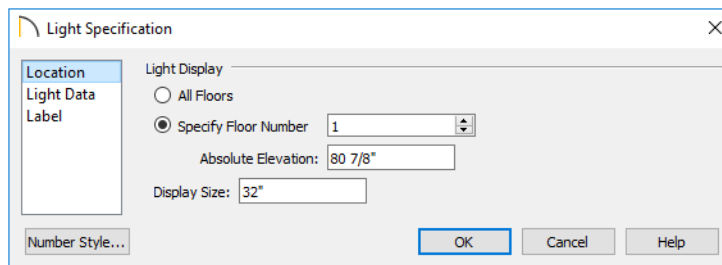 Light Specification
Location
Light Data
Label
Light Display
All Floors
Specify Floor Number 1
Absolute Elevation: 80 7/8"
Display Size: 32"
Number Style... OK Cancel Help